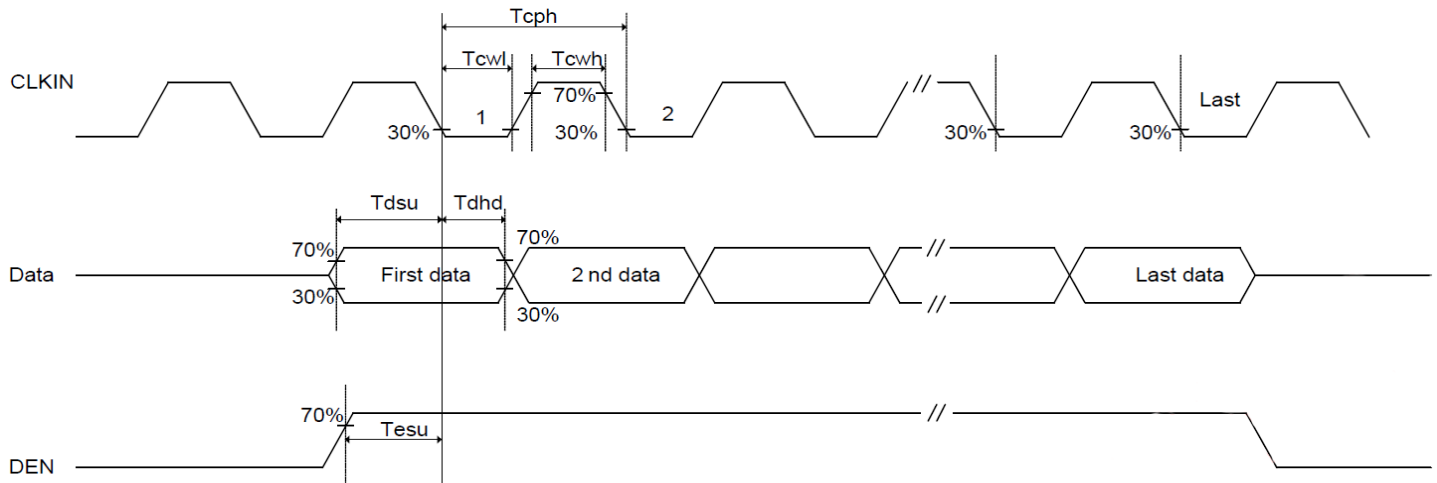 Tcph
Tcwl
Tcwh
CLKIN
70%
1
2
Last
30%
30%
30%
30%
Tdsu
Tdhd
70%
70%
Data
First data
2 nd data
Last data
30%
30%
70%
Tesu
DEN